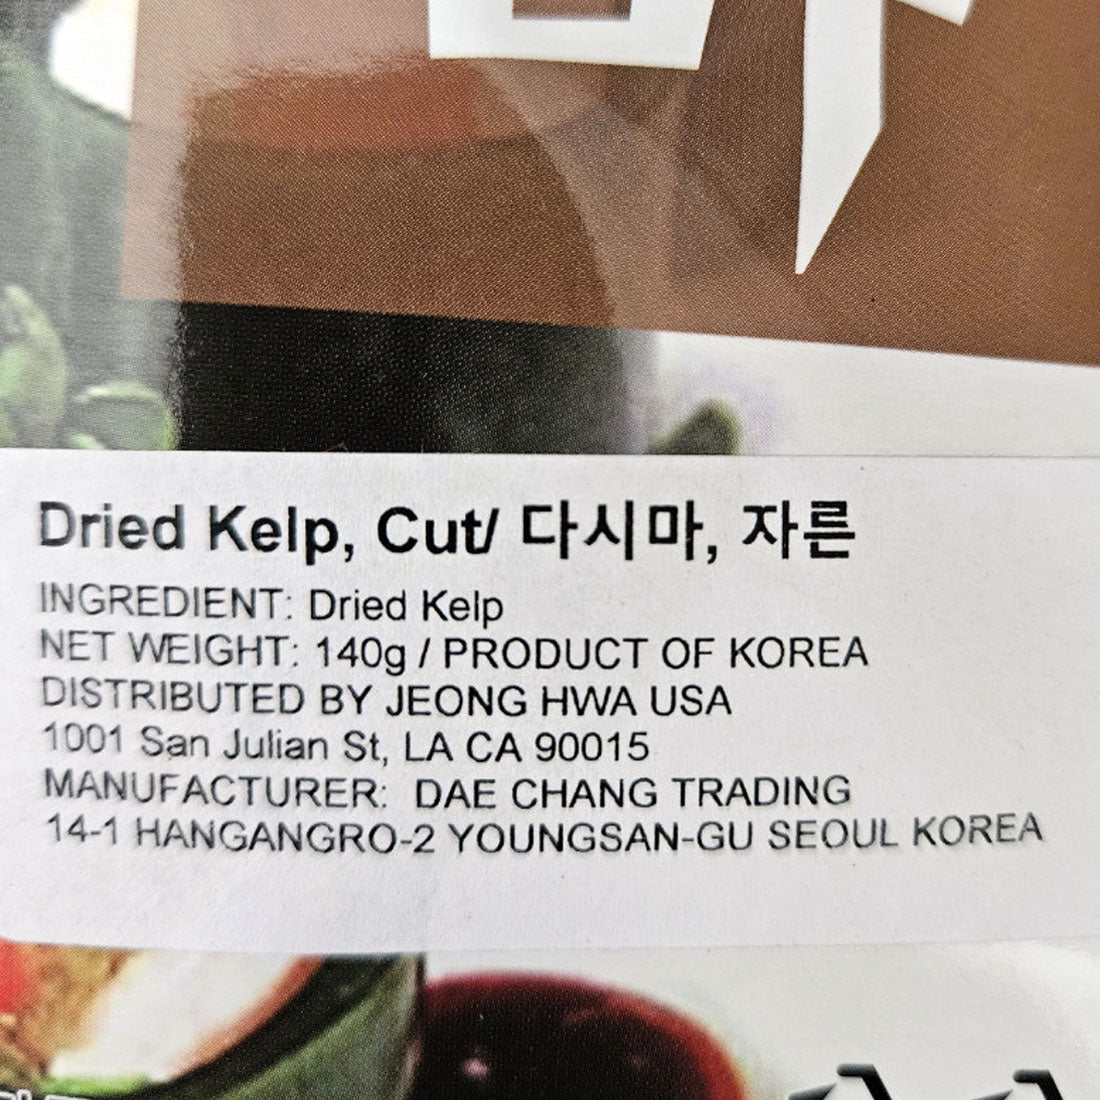 Dried Kelp, Cut/ 다시마, 자른
INGREDIENT: Dried Kelp
NET WEIGHT: 140g / PRODUCT OF KOREA
DISTRIBUTED BY JEONG HWA USA
1001 San Julian St, LA CA 90015
MANUFACTURER: DAE CHANG TRADING
14-1 HANGANGRO-2 YOUNGSAN-GU SEOUL KOREA